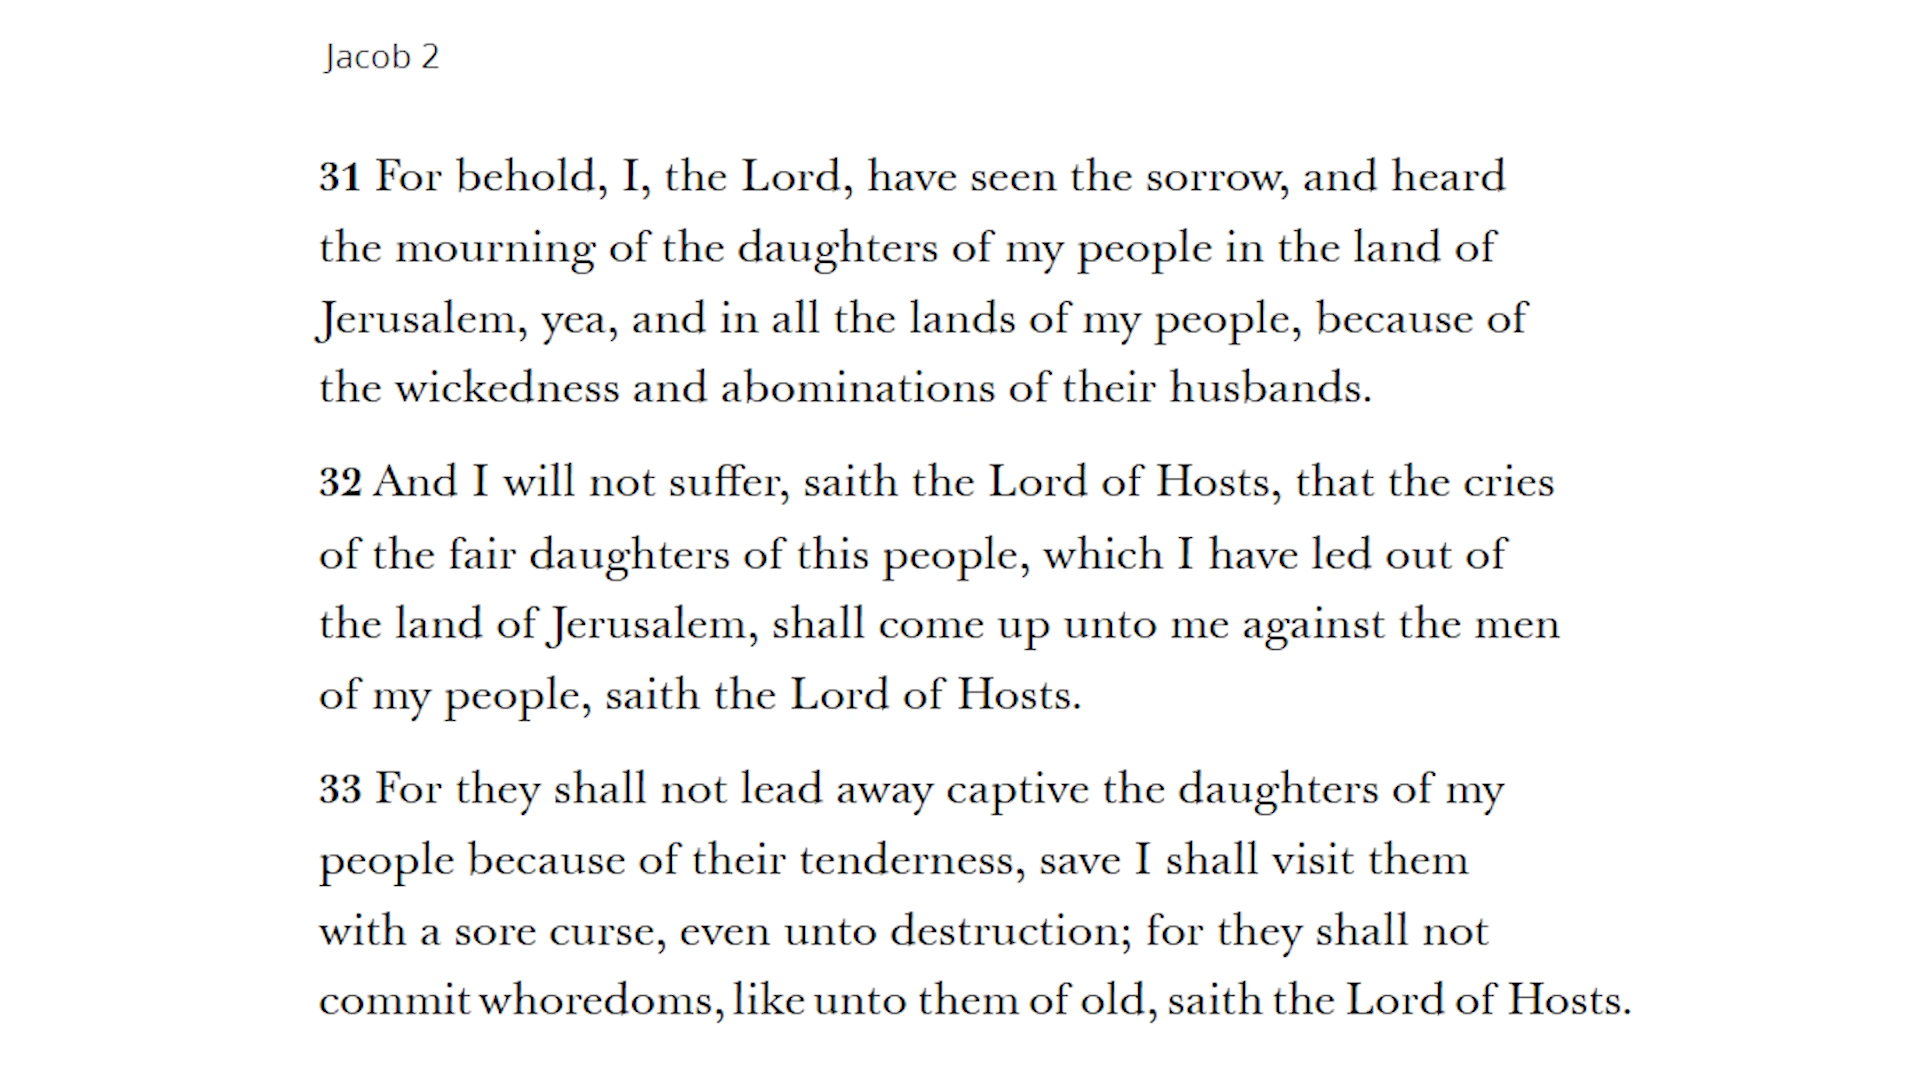 Jacob 2
31 For behold, I, the Lord, have seen the sorrow, and heard
the mourning of the daughters of my people in the land of
Jerusalem, yea, and in all the lands of my people, because of
the wickedness and abominations of their husbands.
32 And I will not suffer, saith the Lord of Hosts, that the cries
of the fair daughters of this people, which I have led out of
the land of Jerusalem, shall come up unto me against the men
of my people, saith the Lord of Hosts.
33 For they shall not lead away captive the daughters of my
people because of their tenderness, save I shall visit them
with a sore curse, even unto destruction; for they shall not
commit whoredoms, like unto them of old, saith the Lord of Hosts.